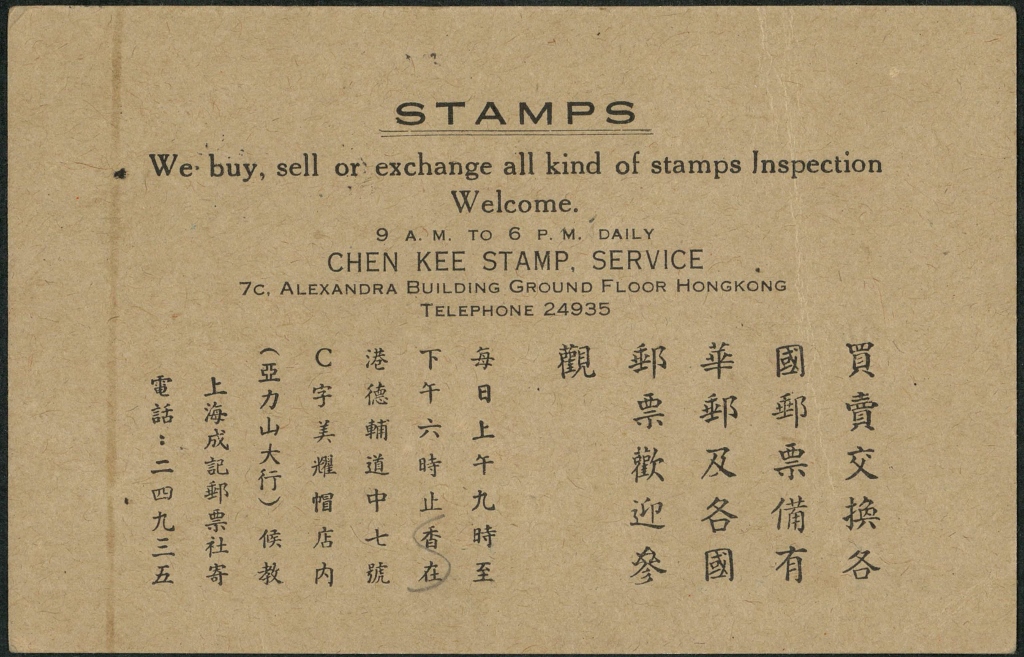 STAMPS
We buy, sell or exchange all kind of stamps Inspection
Welcome.
9 A. M. TO 6 P. M. DAILY
CHEN KEE STAMP, SERVICE
7C, ALEXANDRA BUILDING GROUND FLOOR HONGKONG
TELEPHONE 24935
買賣交換各
國郵票備有
華郵及各國
郵票歡迎參
觀
每日上午九時至
下午六時止香在
港德輔道中七號
C字美耀帽店内
(亞力山大行)候教
上海成記郵票社寄
電話：二四九三五